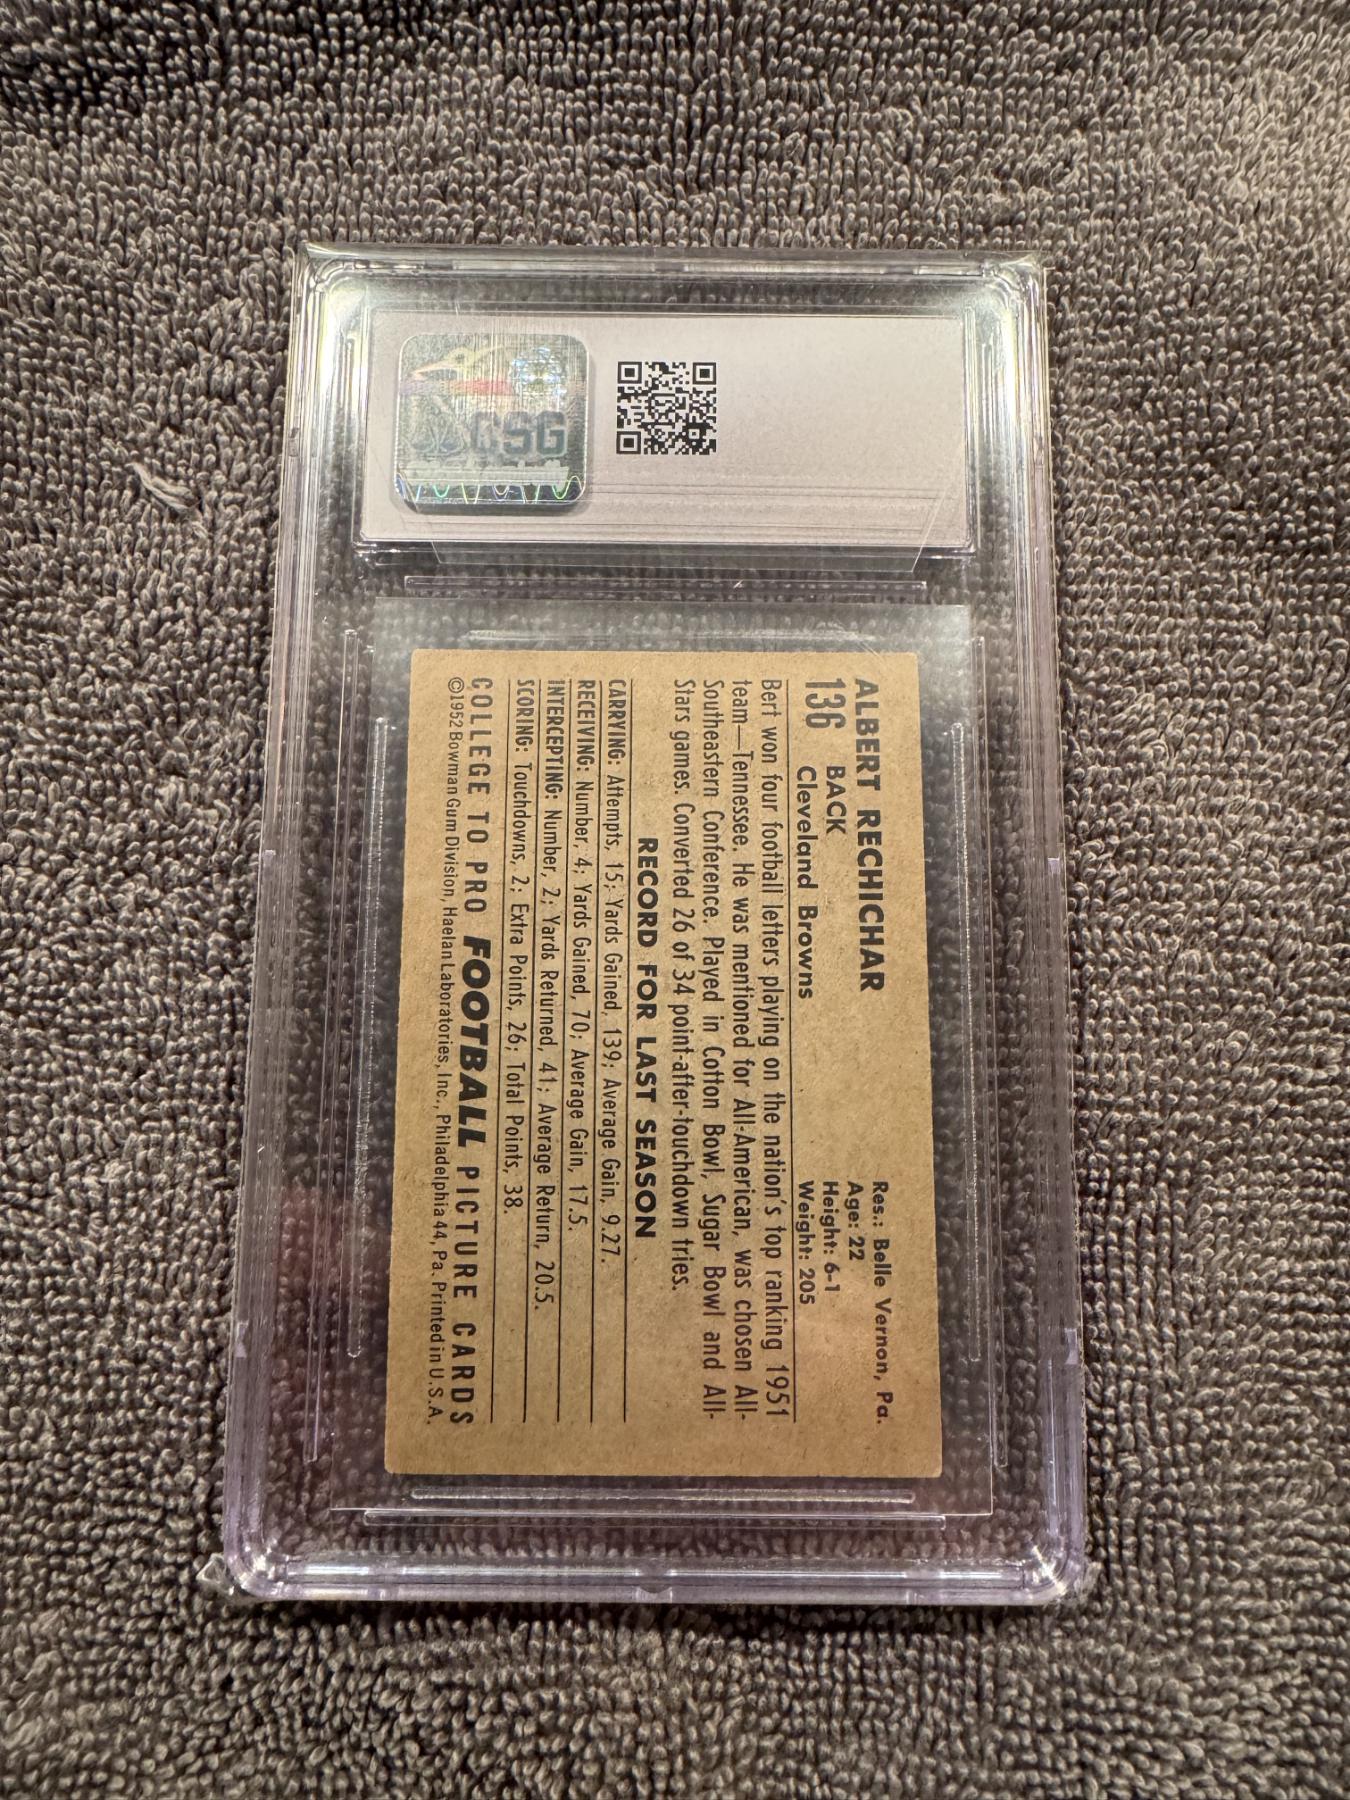 CSG
ALBERT RECHICHAR
136 BACK
Cleveland Browns
Res.: Belle Vernon, Pa.
Age: 22
Height: 6-1
Weight: 205
Bert won four football letters playing on the nation's top ranking 1951
team—Tennessee. He was mentioned for All-American, was chosen All-
Southeastern Conference. Played in Cotton Bowl, Sugar Bowl and All-
Stars games. Converted 26 of 34 point-after-touchdown tries.
RECORD FOR LAST SEASON
CARRYING: Attempts, 15; Yards Gained, 139; Average Gain, 9.27.
RECEIVING: Number, 4; Yards Gained, 70; Average Gain, 17.5.
INTERCEPTING: Number, 2; Yards Returned, 41; Average Return, 20.5.
SCORING: Touchdowns, 2; Extra Points, 26; Total Points, 38.
COLLEGE TO PRO FOOTBALL PICTURE CARDS
©1952 Bowman Gum Division, Haelan Laboratories, Inc., Philadelphia 44, Pa. Printed in U. S. A.